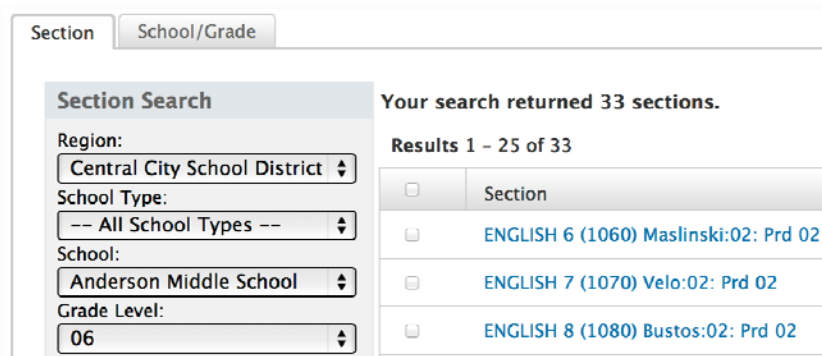 Section School/Grade
Section Search
Region:
Central City School District
School Type:
-- All School Types --
School:
Anderson Middle School
Grade Level:
06
Your search returned 33 sections.
Results 1 – 25 of 33
Section
ENGLISH 6 (1060) Maslinski:02: Prd 02
ENGLISH 7 (1070) Velo:02: Prd 02
ENGLISH 8 (1080) Bustos:02: Prd 02